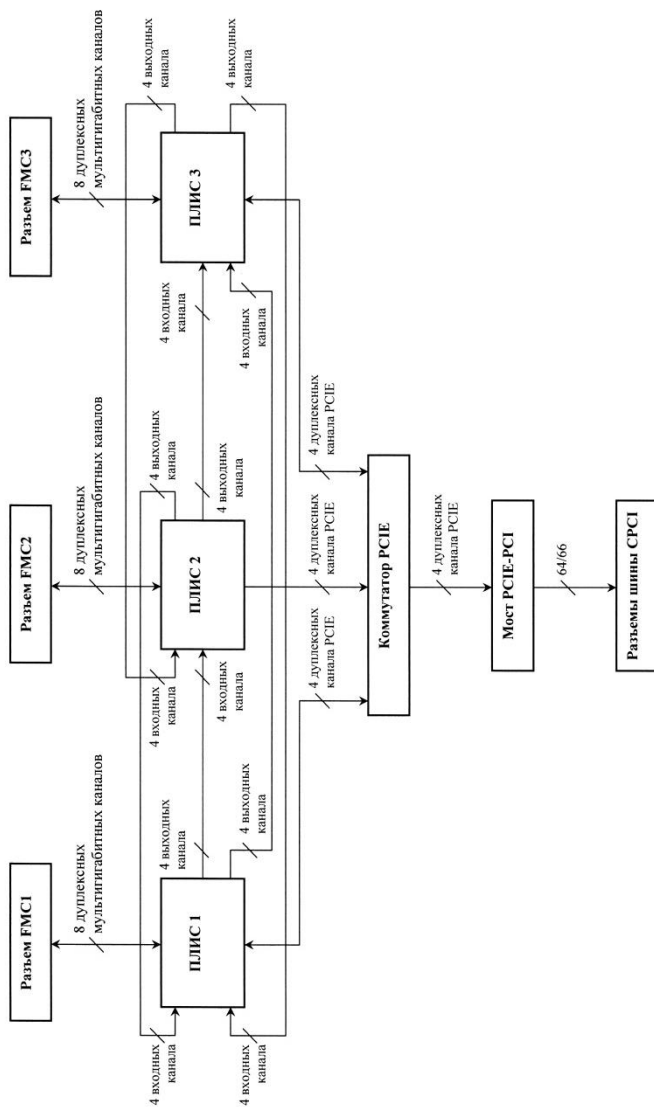 Разъем FMC1
Разъем FMC2
Разъем FMC3
8 дуплексных
мультигигабитных каналов
8 дуплексных
мультигигабитных каналов
8 дуплексных
мультигигабитных каналов
4 входных
канала
4 входных
канала
4 выходных
канала
4 выходных
канала
ПЛИС 1
4 выходных
канала
4 входных
канала
ПЛИС 2
4 выходных
канала
4 входных
канала
ПЛИС 3
4 входных
канала
4 выходных
канала
4 входных
канала
4 выходных
канала
4 дуплексных
канала PCIE
4 дуплексных
канала PCIE
4 дуплексных
канала PCIE
Коммутатор PCIE
4 дуплексных
канала PCIE
Мост PCIE-PCI
64/66
Разъемы шины CPCI